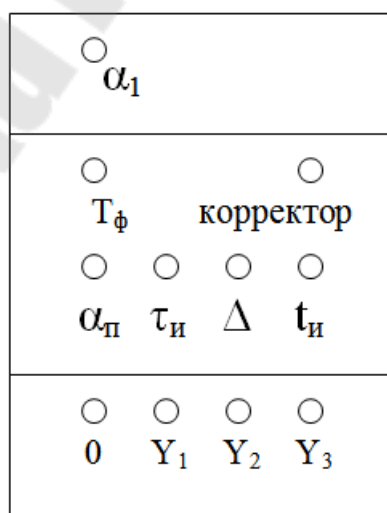 α₁
Tф корректор
αп τи Δ tи
0 Y₁ Y₂ Y₃